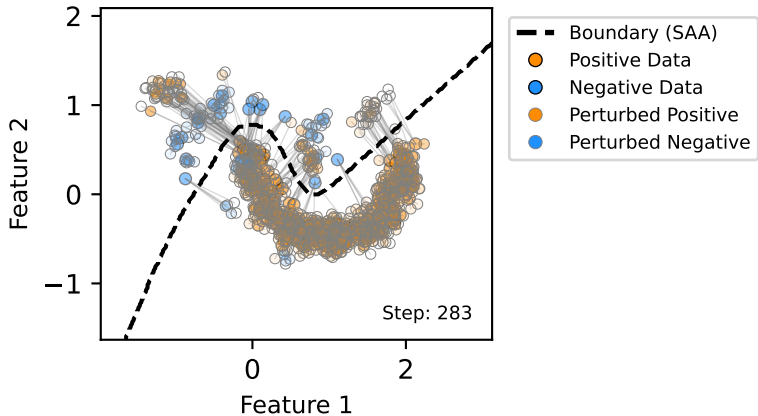 2
1
0
−1
Feature 2
0
2
Feature 1
Step: 283
Boundary (SAA)
Positive Data
Negative Data
Perturbed Positive
Perturbed Negative